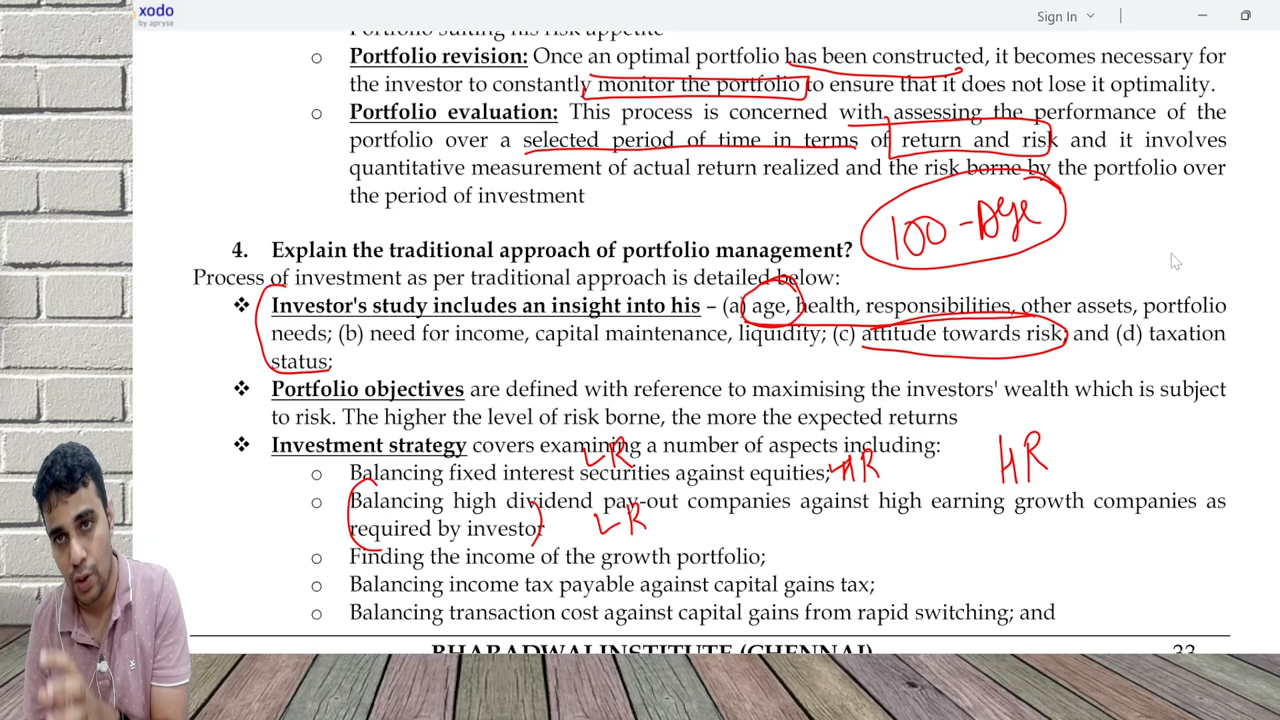 xodo
by apryse
Sign In
Portfolio suiting his risk appetite
o Portfolio revision: Once an optimal portfolio has been constructed, it becomes necessary for
the investor to constantly monitor the portfolio to ensure that it does not lose it optimality.
o Portfolio evaluation: This process is concerned with assessing the performance of the
portfolio over a selected period of time in terms of return and risk and it involves
quantitative measurement of actual return realized and the risk borne by the portfolio over
the period of investment
100 - Age
4. Explain the traditional approach of portfolio management?
Process of investment as per traditional approach is detailed below:
❖ Investor's study includes an insight into his – (a) age, health, responsibilities, other assets, portfolio
needs; (b) need for income, capital maintenance, liquidity; (c) attitude towards risk, and (d) taxation
status;
❖ Portfolio objectives are defined with reference to maximising the investors' wealth which is subject
to risk. The higher the level of risk borne, the more the expected returns
❖ Investment strategy covers examining a number of aspects including:
LR
HR
HR
o Balancing fixed interest securities against equities;
o Balancing high dividend pay-out companies against high earning growth companies as
required by investor
LR
o Finding the income of the growth portfolio;
o Balancing income tax payable against capital gains tax;
o Balancing transaction cost against capital gains from rapid switching; and
BHARADWAJ INSTITUTE (CHENNAI)
33